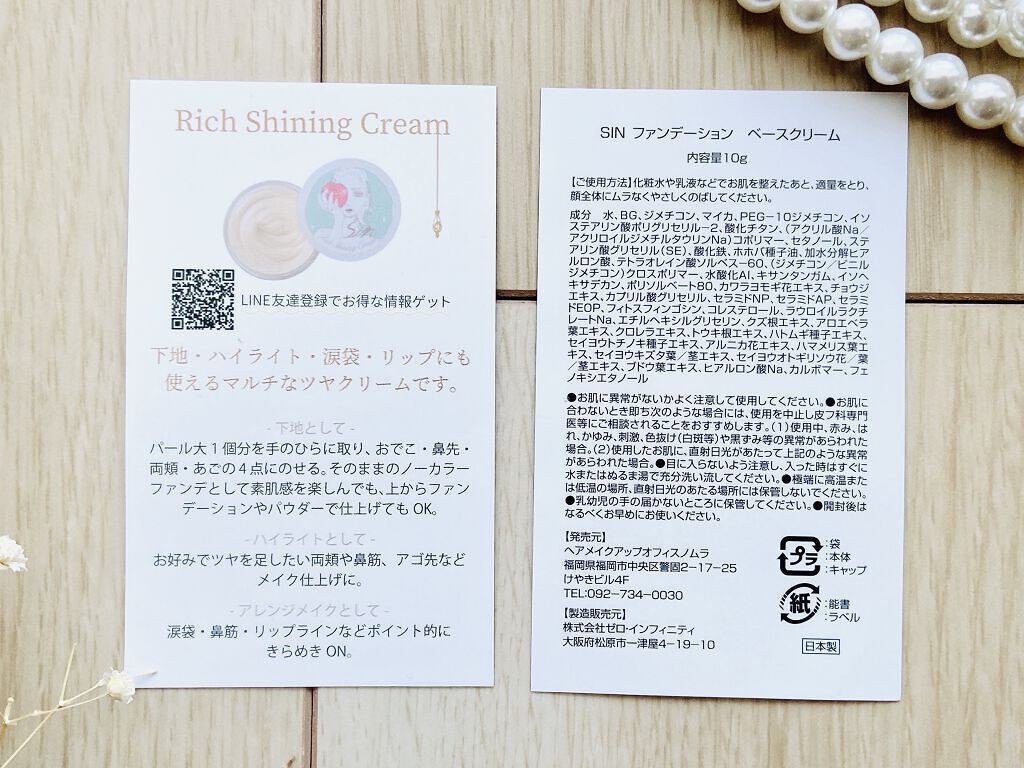 Rich Shining Cream
Sin
LINE友達登録でお得な情報ゲット
下地・ハイライト・涙袋・リップにも
使えるマルチなツヤクリームです。
- 下地として -
パール大1個分を手のひらに取り、おでこ・鼻先・
両頬・あごの4点にのせる。そのままのノーカラー
ファンデとして素肌感を楽しんでも、上からファン
デーションやパウダーで仕上げても OK。
- ハイライトとして -
お好みでツヤを足したい両頬や鼻筋、アゴ先など
メイク仕上げに。
- アレンジメイクとして -
涙袋・鼻筋・リップラインなどポイント的に
きらめき ON。
SIN ファンデーション ベースクリーム
内容量10g
【ご使用方法】化粧水や乳液などでお肌を整えたあと、適量をとり、
顔全体にムラなくやさしくのばしてください。
成分 水、BG、ジメチコン、マイカ、PEG-10ジメチコン、イソ
ステアリン酸ポリグリセリル-2、酸化チタン、(アクリル酸Na/
アクリロイルジメチルタウリンNa)コポリマー、セタノール、ステ
アリン酸グリセリル(SE)、酸化鉄、ホホバ種子油、加水分解ヒア
ルロン酸、テトラオレイン酸ソルベス-60、(ジメチコン/ビニル
ジメチコン)クロスポリマー、水酸化Al、キサンタンガム、イソヘ
キサデカン、ポリソルベート80、カワラヨモギ花エキス、チョウジ
エキス、カプリル酸グリセリル、セラミドNP、セラミドAP、セラミ
ドEOP、フィトスフィンゴシン、コレステロール、ラウロイルラクチ
レートNa、エチルヘキシルグリセリン、クズ根エキス、アロエベラ
葉エキス、クロレラエキス、トウキ根エキス、ハトムギ種子エキス、
セイヨウトチノキ種子エキス、アルニカ花エキス、ハマメリス葉エ
キス、セイヨウキズタ葉/茎エキス、セイヨウオトギリソウ花/葉
/茎エキス、ブドウ葉エキス、ヒアルロン酸Na、カルボマー、フェ
ノキシエタノール
●お肌に異常がないかよく注意して使用してください。●お肌に
合わないとき即ち次のような場合には、使用を中止し皮フ科専門
医等にご相談されることをおすすめします。(1)使用中、赤み、は
れ、かゆみ、刺激、色抜け(白斑等)や黒ずみ等の異常があらわれた
場合。(2)使用したお肌に、直射日光があたって上記のような異常
があらわれた場合。●目に入らないよう注意し、入った時はすぐに
水またはぬるま湯で充分洗い流してください。●極端に高温また
は低温の場所、直射日光のあたる場所には保管しないでください。
●乳幼児の手の届かないところに保管してください。●開封後は
なるべくお早めにお使いください。
【発売元】
ヘアメイクアップオフィスノムラ
福岡県福岡市中央区警固2-17-25
けやきビル4F
TEL:092-734-0030
【製造販売元】
株式会社ゼロ・インフィニティ
大阪府松原市一津屋4-19-10
プラ
:袋
:本体
:キャップ
紙
:能書
:ラベル
日本製